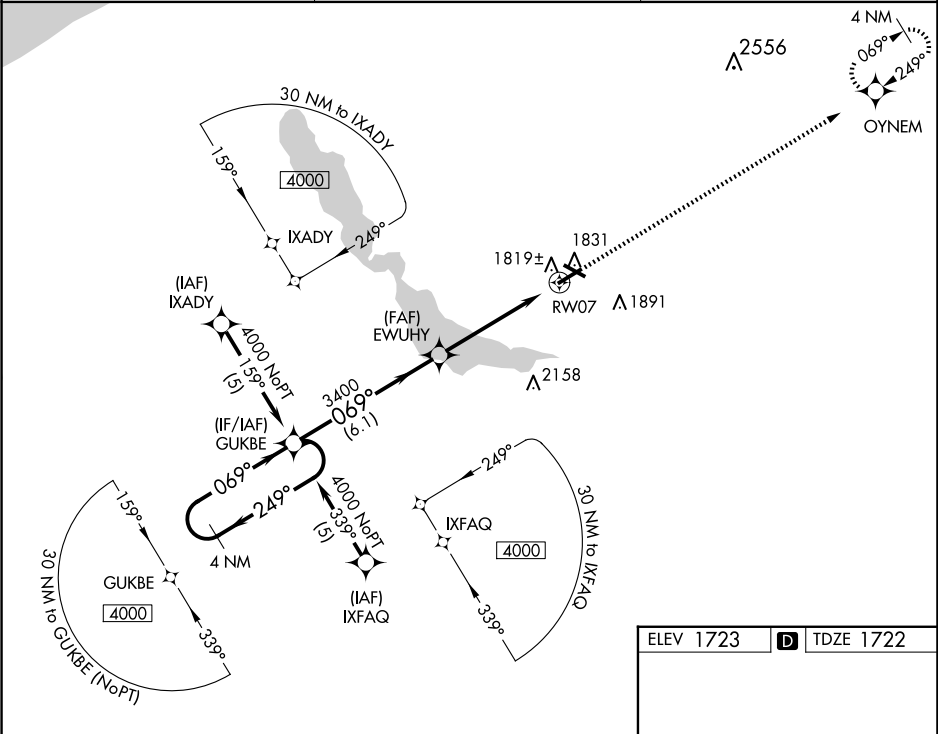 4 NM
069°
249°
OYNEM
2556
30 NM to IXADY
159°
4000
249°
IXADY
1819±
1831
RW07
1891
(IAF)
IXADY
4000 NoPT
159°
(5)
(FAF)
EWUHY
2158
3400
069°
(6.1)
(IF/IAF)
GUKBE
069°
249°
4 NM
4000 NoPT
339°
(5)
(IAF)
IXFAQ
249°
30 NM to IXFAQ
IXFAQ
4000
339°
159°
GUKBE
4000
339°
30 NM to GUKBE (NoPT)
ELEV 1723 D TDZE 1722